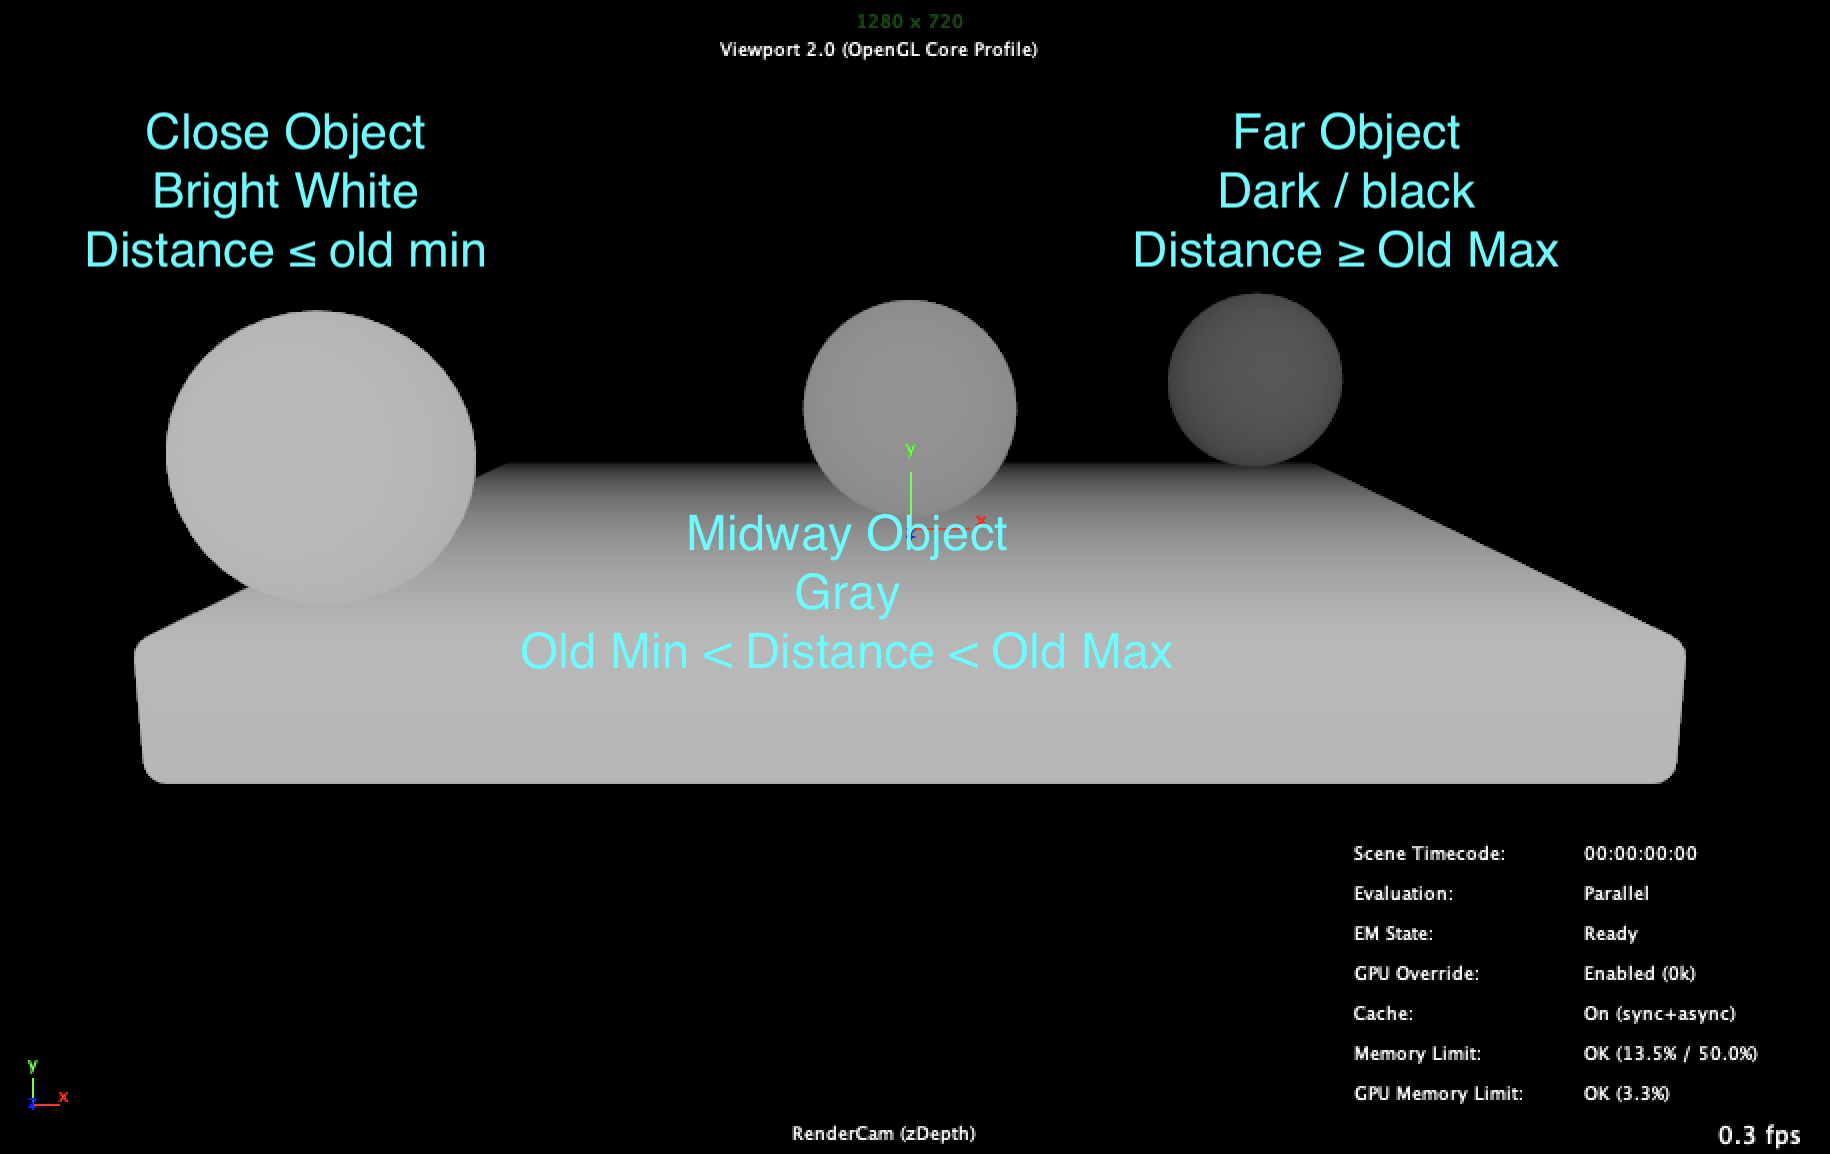 1280 x 720
Viewport 2.0 (OpenGL Core Profile)
Close Object
Bright White
Distance ≤ old min
Far Object
Dark / black
Distance ≥ Old Max
y
x
z
Midway Object
Gray
Old Min < Distance < Old Max
Scene Timecode: 00:00:00:00
Evaluation: Parallel
EM State: Ready
GPU Override: Enabled (0k)
Cache: On (sync+async)
Memory Limit: OK (13.5% / 50.0%)
GPU Memory Limit: OK (3.3%)
y
z x
RenderCam (zDepth)
0.3 fps